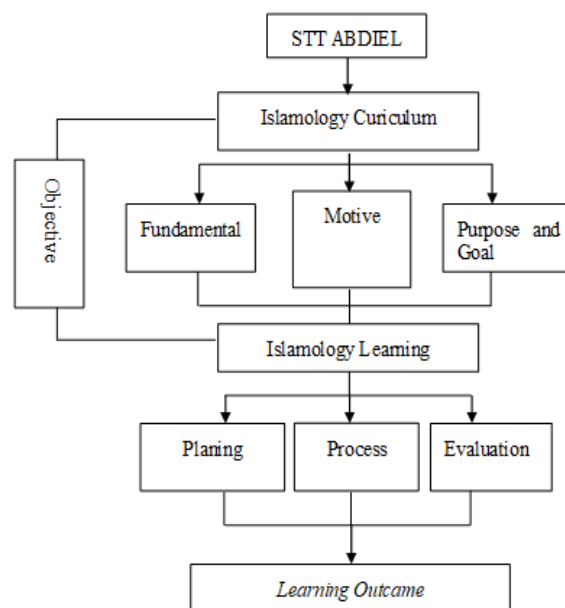 STT ABDIEL
Islamology Curiculum
Objective
Fundamental
Motive
Purpose and
Goal
Islamology Learning
Planing
Process
Evaluation
Learning Outcame